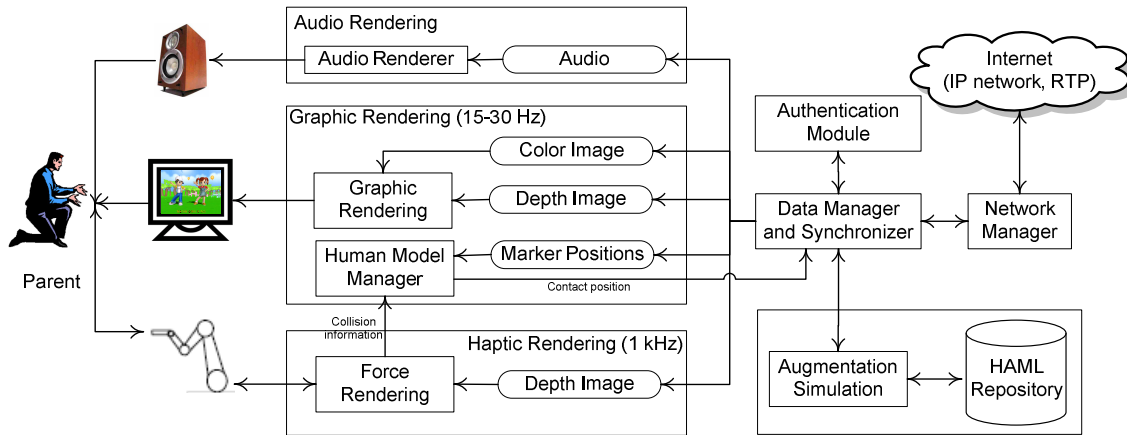 Audio Rendering
Audio Renderer
Audio
Internet
(IP network, RTP)
Graphic Rendering (15-30 Hz)
Authentication
Module
Color Image
Graphic
Rendering
Depth Image
Data Manager
and Synchronizer
Network
Manager
Human Model
Manager
Marker Positions
Contact position
Parent
Collision
information
Haptic Rendering (1 kHz)
Force
Rendering
Depth Image
Augmentation
Simulation
HAML
Repository